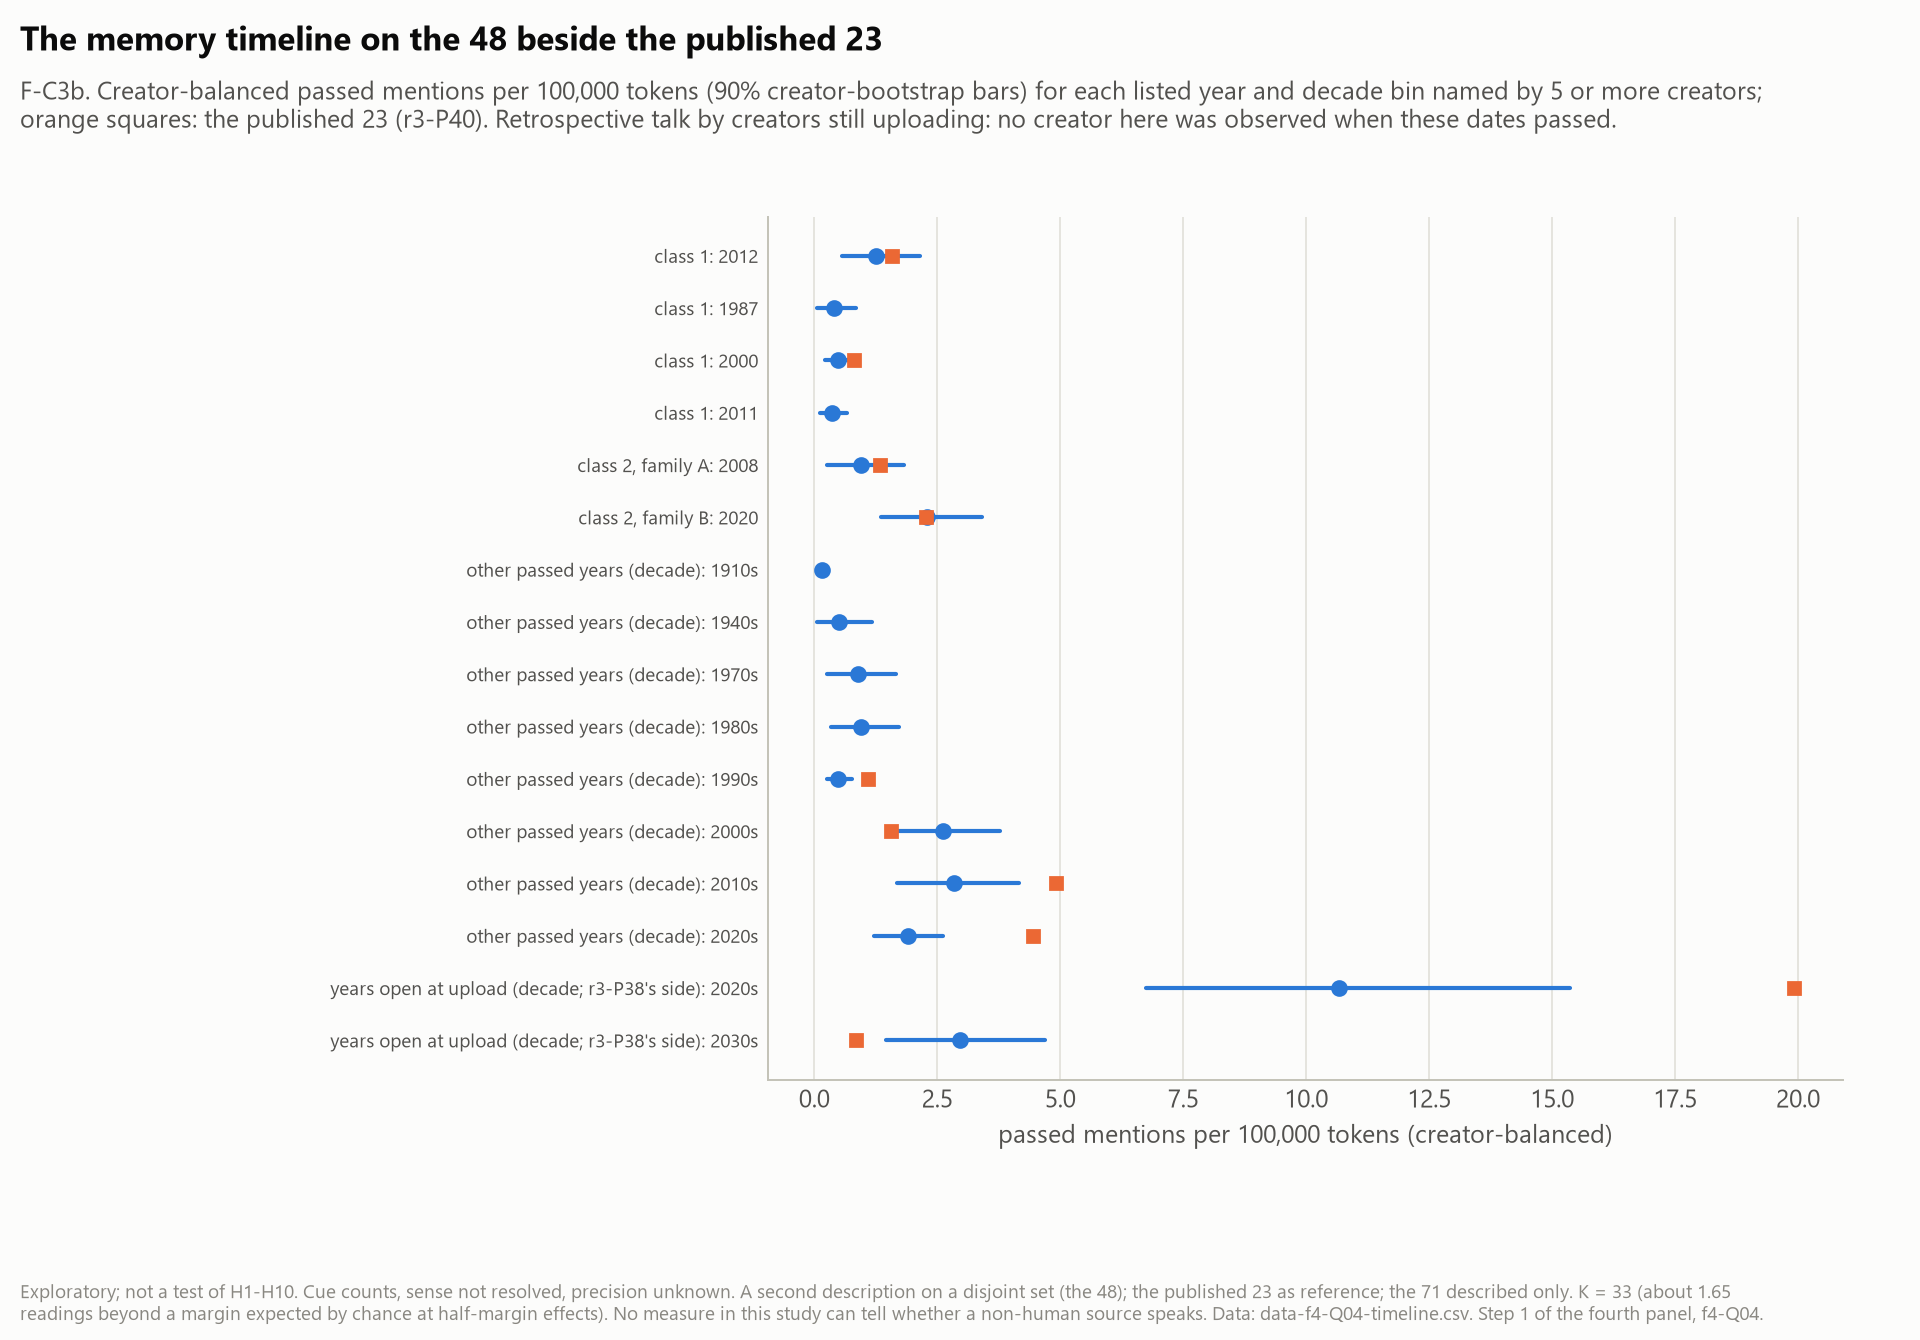 The memory timeline on the 48 beside the published 23
F-C3b. Creator-balanced passed mentions per 100,000 tokens (90% creator-bootstrap bars) for each listed year and decade bin named by 5 or more creators;
orange squares: the published 23 (r3-P40). Retrospective talk by creators still uploading: no creator here was observed when these dates passed.
class 1: 2012
class 1: 1987
class 1: 2000
class 1: 2011
class 2, family A: 2008
class 2, family B: 2020
other passed years (decade): 1910s
other passed years (decade): 1940s
other passed years (decade): 1970s
other passed years (decade): 1980s
other passed years (decade): 1990s
other passed years (decade): 2000s
other passed years (decade): 2010s
other passed years (decade): 2020s
years open at upload (decade; r3-P38's side): 2020s
years open at upload (decade; r3-P38's side): 2030s
0.0 2.5 5.0 7.5 10.0 12.5 15.0 17.5 20.0
passed mentions per 100,000 tokens (creator-balanced)
Exploratory; not a test of H1-H10. Cue counts, sense not resolved, precision unknown. A second description on a disjoint set (the 48); the published 23 as reference; the 71 described only. K = 33 (about 1.65
readings beyond a margin expected by chance at half-margin effects). No measure in this study can tell whether a non-human source speaks. Data: data-f4-Q04-timeline.csv. Step 1 of the fourth panel, f4-Q04.